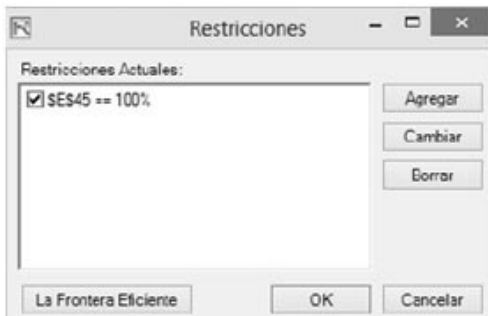 Restricciones
Restricciones Actuales:
$E$45 == 100%
Agregar
Cambiar
Borrar
La Frontera Eficiente
OK
Cancelar